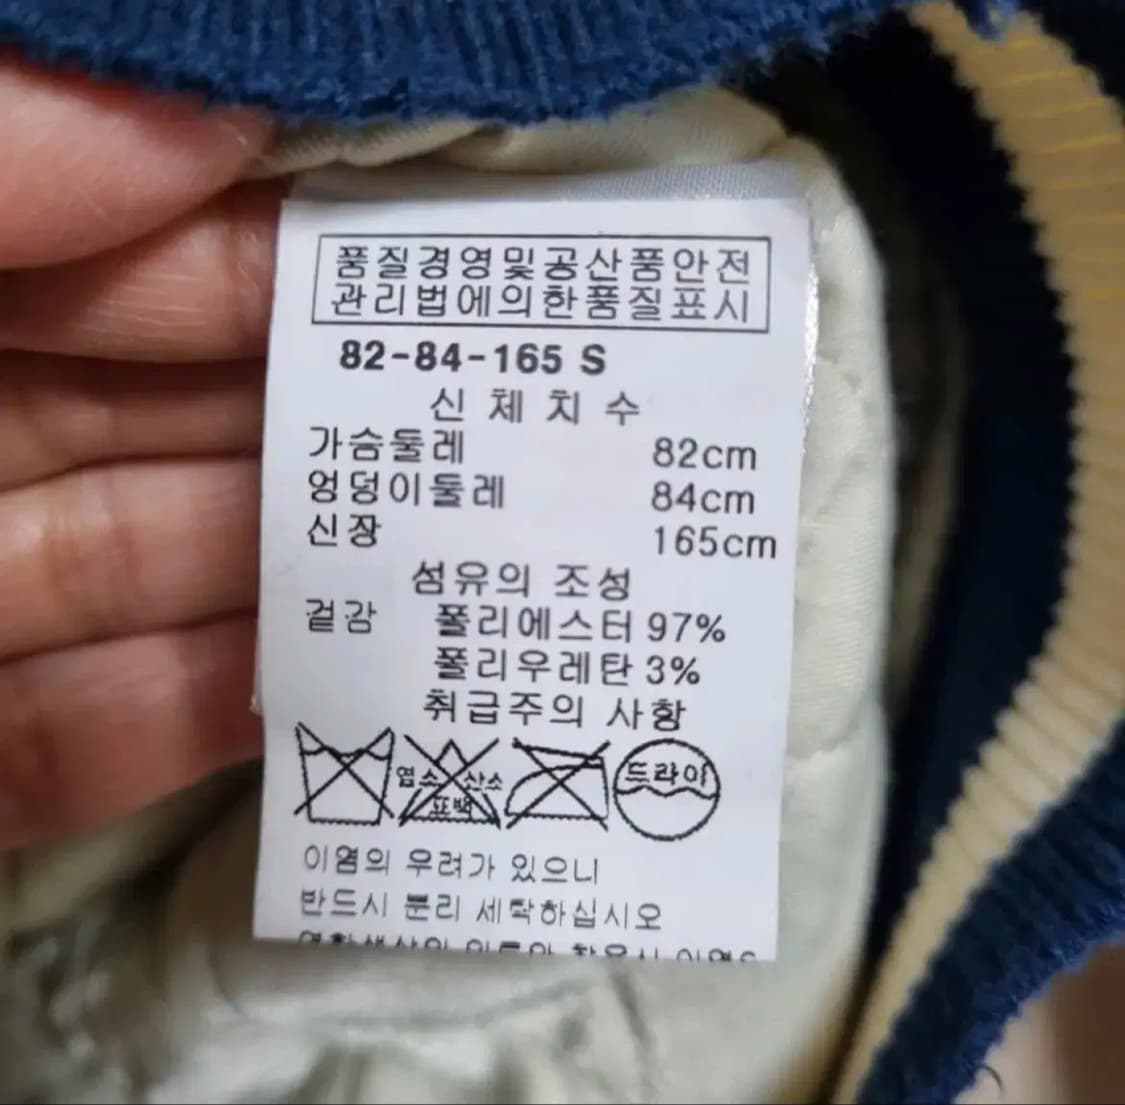 품질경영및공산품안전
관리법에의한품질표시
82-84-165 S
신체치수
가슴둘레 82cm
엉덩이둘레 84cm
신장 165cm
섬유의 조성
겉감 폴리에스터 97%
폴리우레탄 3%
취급주의 사항
염소 산소
표백
드라이
이염의 우려가 있으니
반드시 분리 세탁하십시오